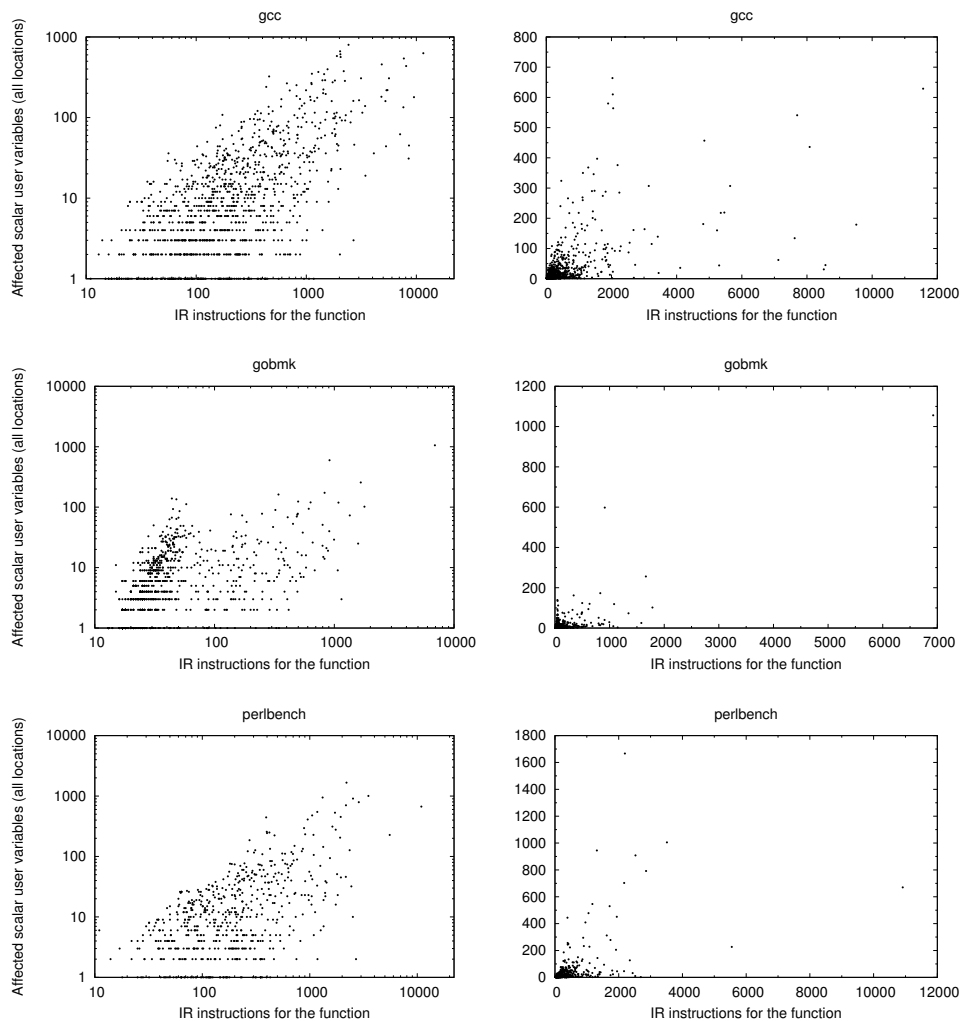 gcc
Affected scalar user variables (all locations)
1000
100
10
1
10 100 1000 10000
IR instructions for the function
gcc
800
700
600
500
400
300
200
100
0
0 2000 4000 6000 8000 10000 12000
IR instructions for the function
gobmk
Affected scalar user variables (all locations)
10000
1000
100
10
1
10 100 1000 10000
IR instructions for the function
gobmk
1200
1000
800
600
400
200
0
0 1000 2000 3000 4000 5000 6000 7000
IR instructions for the function
perlbench
Affected scalar user variables (all locations)
10000
1000
100
10
1
10 100 1000 10000
IR instructions for the function
perlbench
1800
1600
1400
1200
1000
800
600
400
200
0
0 2000 4000 6000 8000 10000 12000
IR instructions for the function